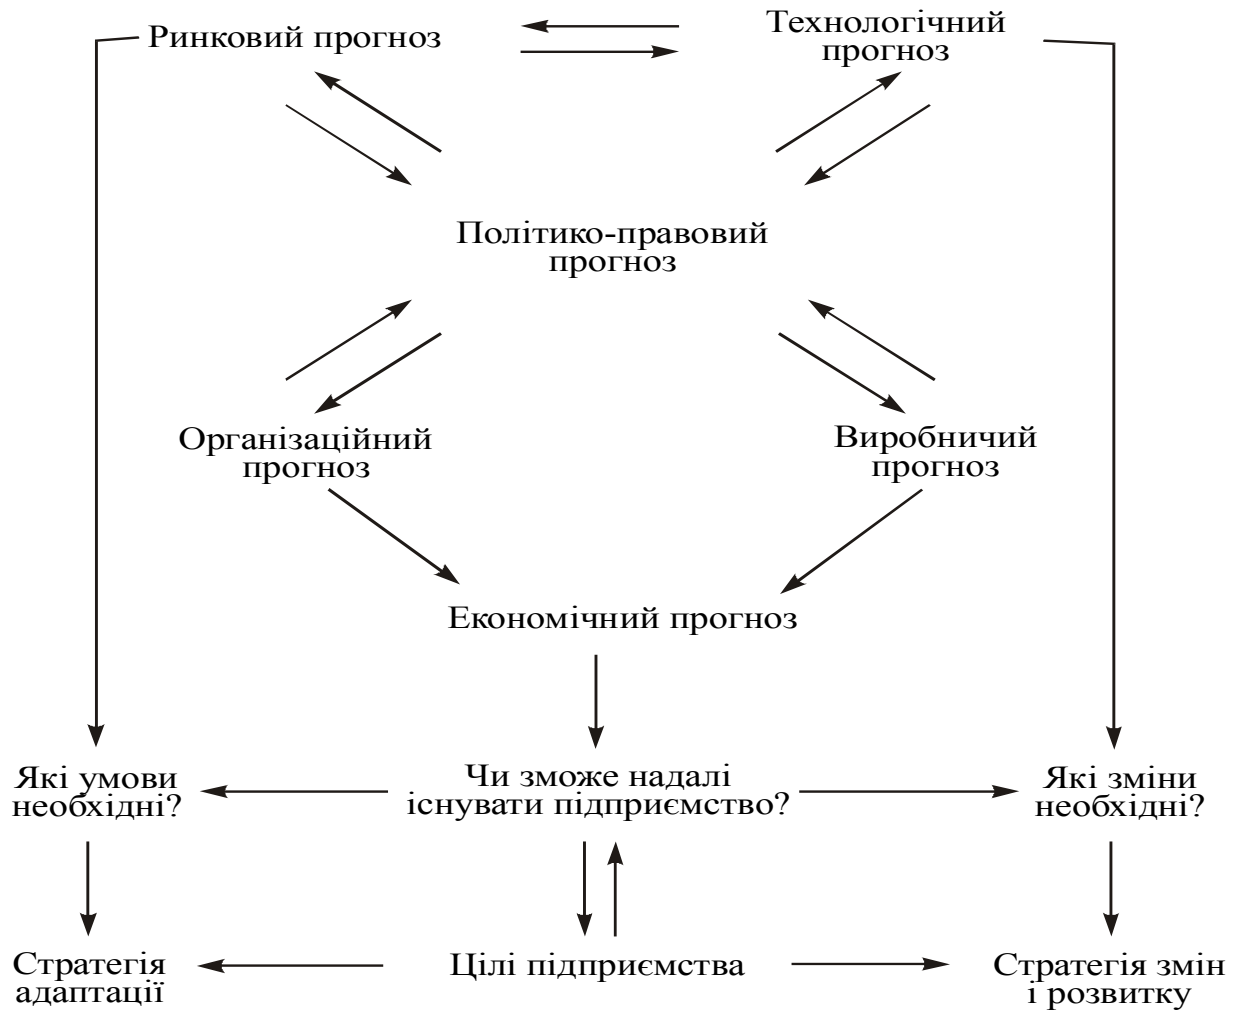 Ринковий прогноз
Технологічний
прогноз
Політико-правовий
прогноз
Організаційний
прогноз
Виробничий
прогноз
Економічний прогноз
Які умови
необхідні?
Чи зможе надалі
існувати підприємство?
Які зміни
необхідні?
Стратегія
адаптації
Цілі підприємства
Стратегія змін
і розвитку